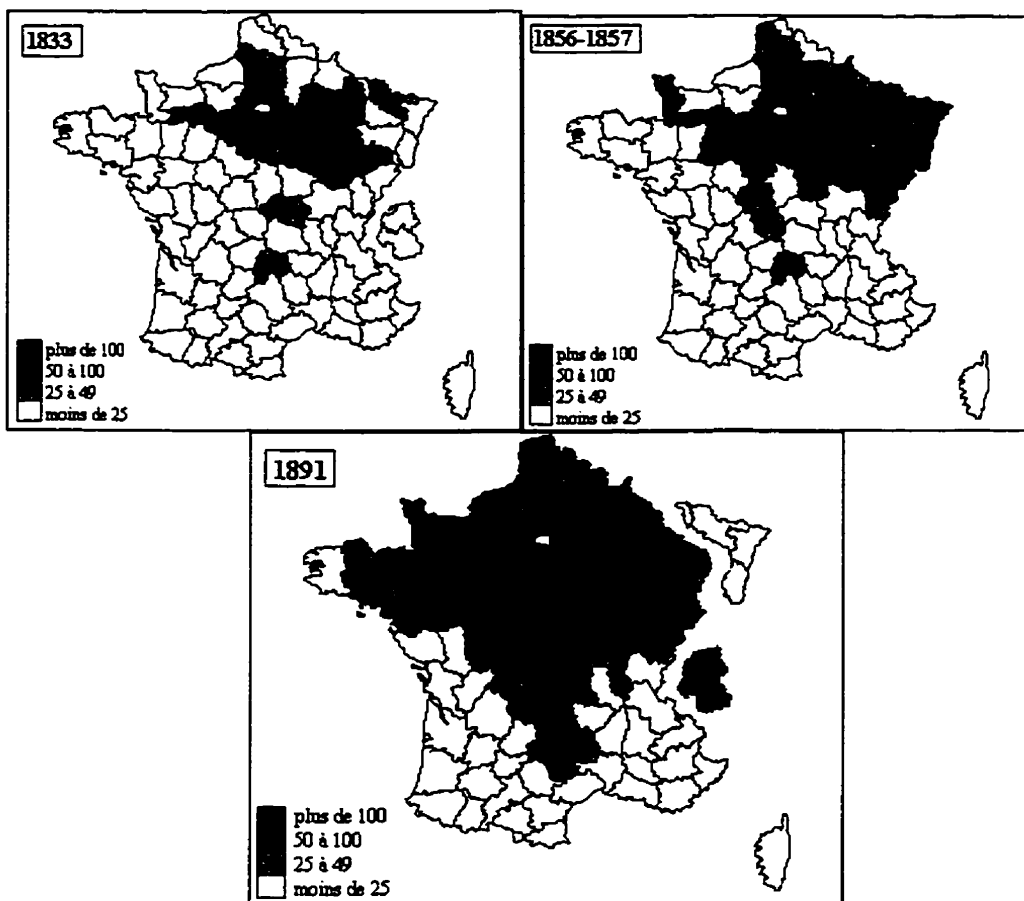 1833
plus de 100
50 à 100
25 à 49
moins de 25
1856-1857
plus de 100
50 à 100
25 à 49
moins de 25
1891
plus de 100
50 à 100
25 à 49
moins de 25